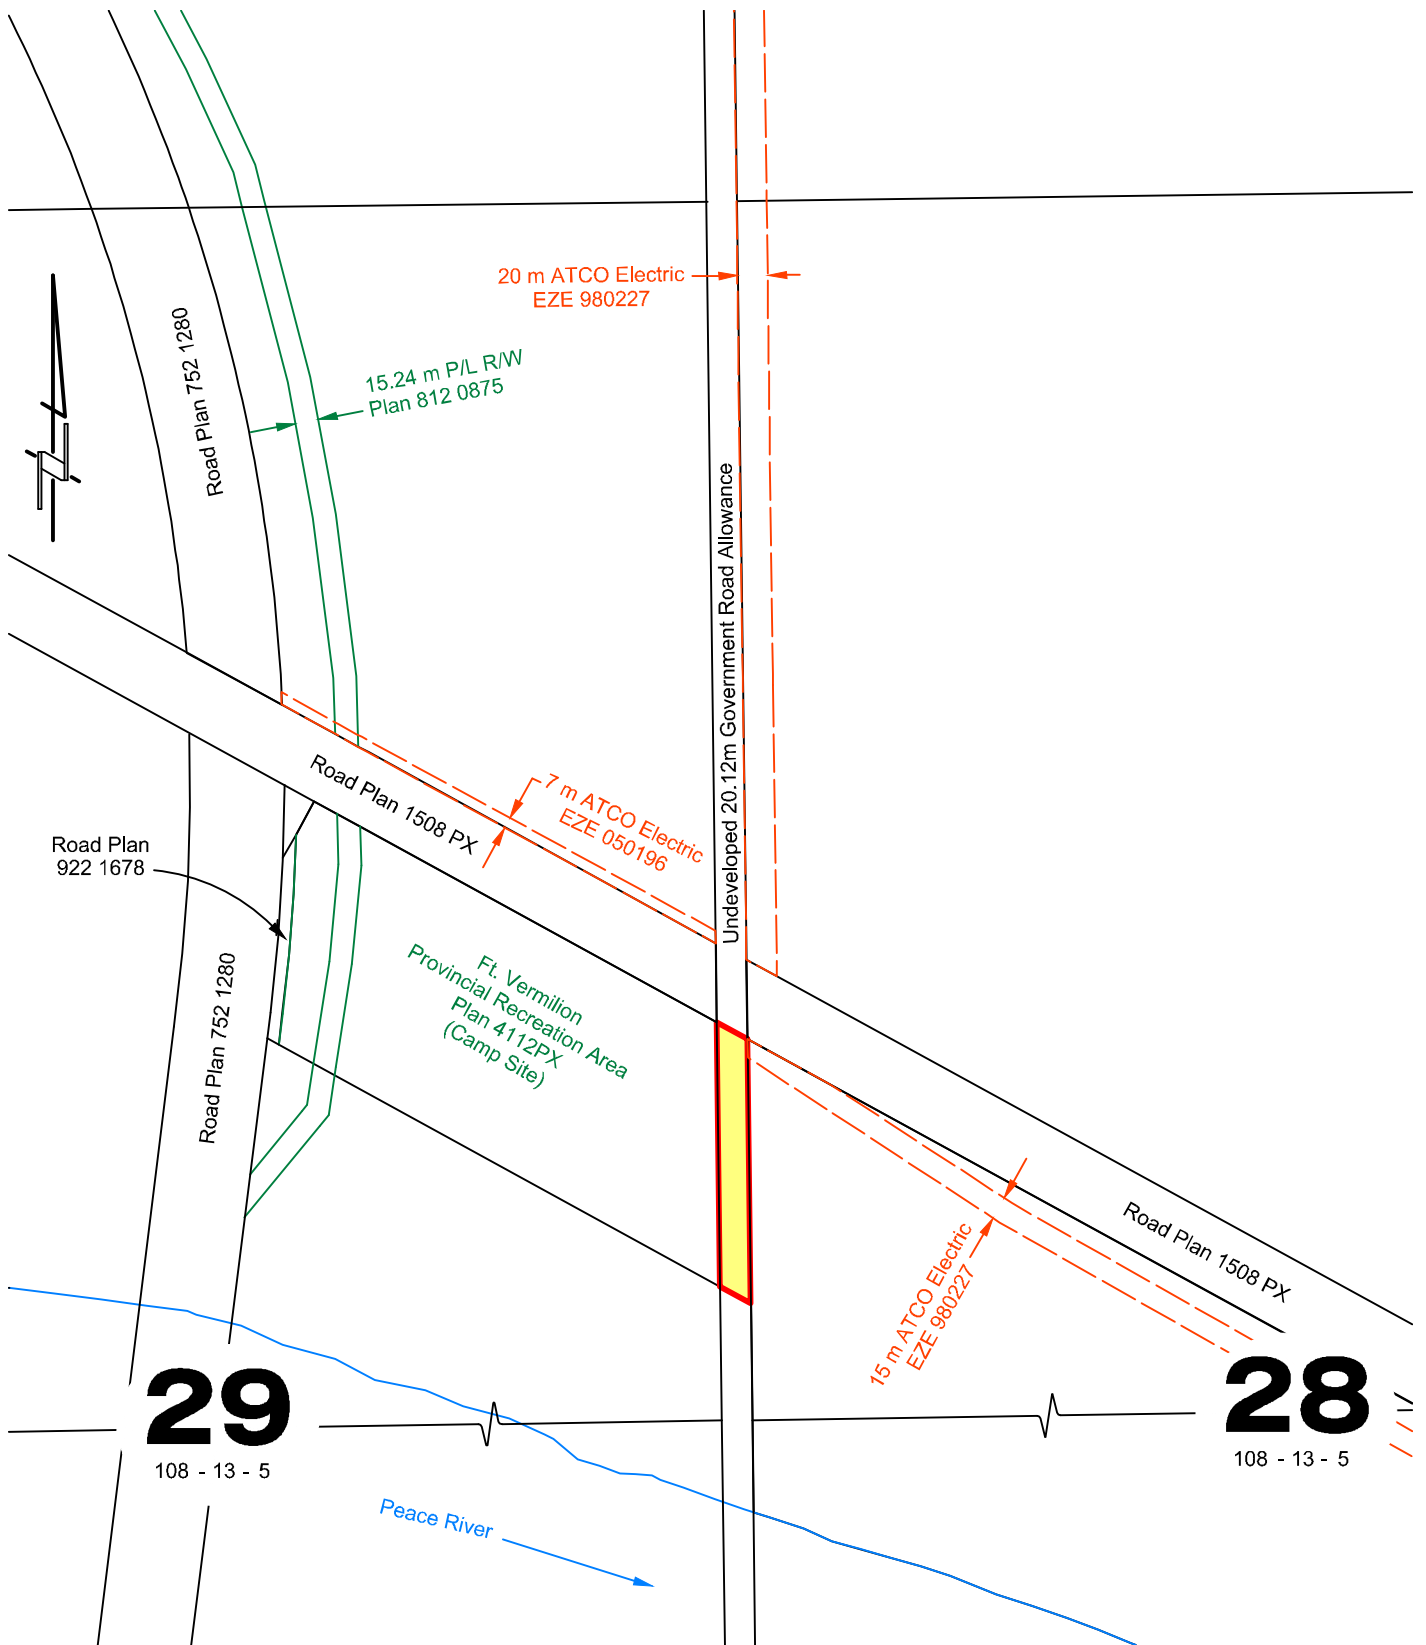 20 m ATCO Electric
EZE 980227
Road Plan 752 1280
15.24 m P/L R/W
Plan 812 0875
Undeveloped 20.12m Government Road Allowance
Road Plan 1508 PX
7 m ATCO Electric
EZE 050196
Road Plan
922 1678
Road Plan 752 1280
Ft. Vermilion
Provincial Recreation Area
Plan 4112PX
(Camp Site)
15 m ATCO Electric
EZE 980227
Road Plan 1508 PX
29
108 - 13 - 5
28
108 - 13 - 5
Peace River